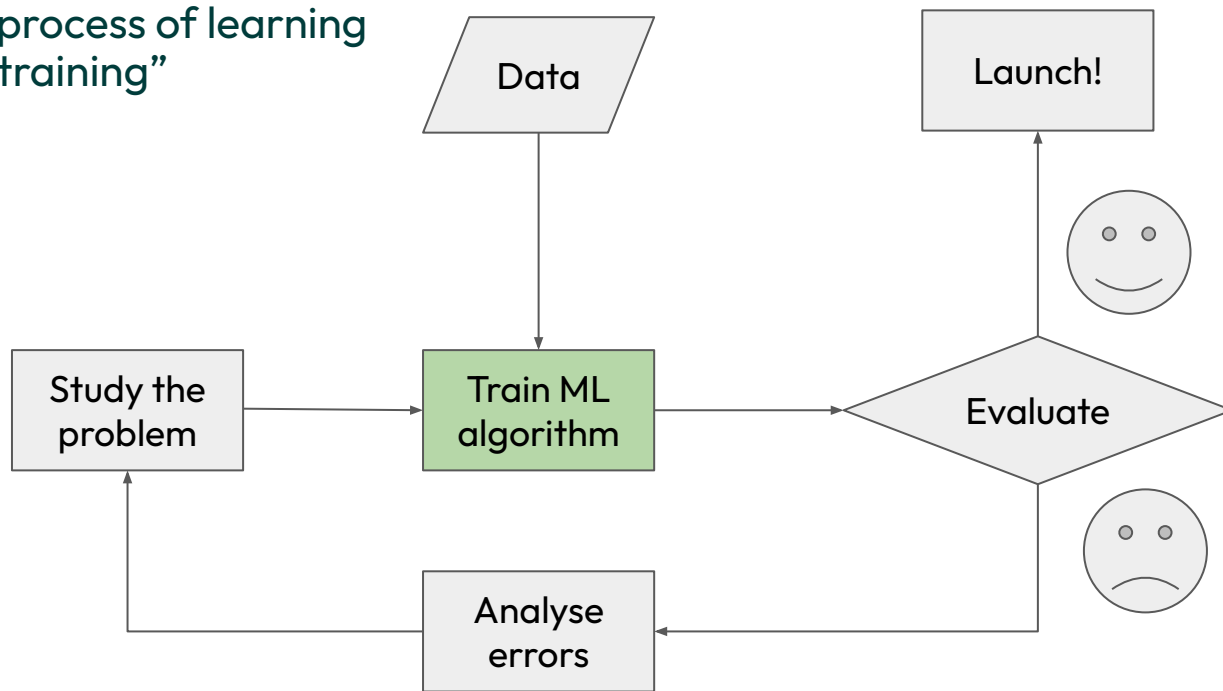 process of learning
training”
Data
Launch!
Study the
problem
Train ML
algorithm
Evaluate
Analyse
errors